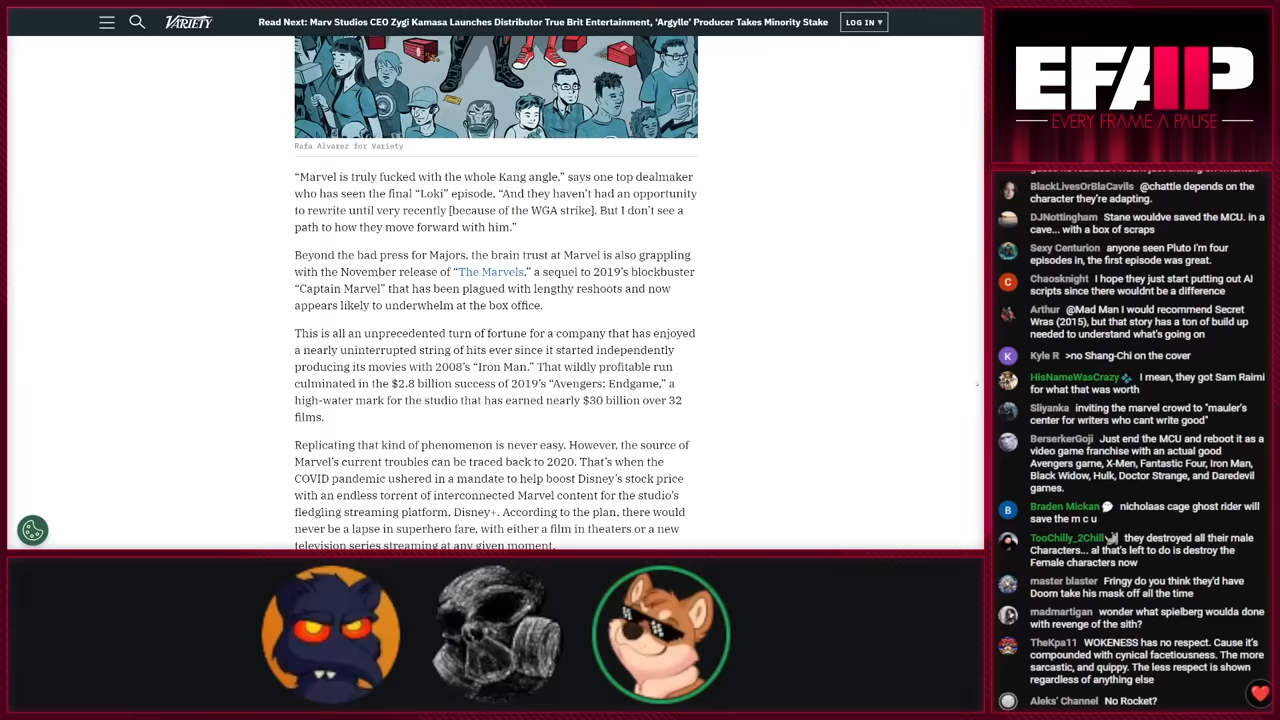 VARIETY
Read Next: Marv Studios CEO Zygi Kamasa Launches Distributor True Brit Entertainment, ‘Argylle’ Producer Takes Minority Stake
LOG IN ▾
Rafa Alvarez for Variety
“Marvel is truly fucked with the whole Kang angle,” says one top dealmaker
who has seen the final “Loki” episode. “And they haven’t had an opportunity
to rewrite until very recently [because of the WGA strike]. But I don’t see a
path to how they move forward with him.”
Beyond the bad press for Majors, the brain trust at Marvel is also grappling
with the November release of “The Marvels,” a sequel to 2019’s blockbuster
“Captain Marvel” that has been plagued with lengthy reshoots and now
appears likely to underwhelm at the box office.
This is all an unprecedented turn of fortune for a company that has enjoyed
a nearly uninterrupted string of hits ever since it started independently
producing its movies with 2008’s “Iron Man.” That wildly profitable run
culminated in the $2.8 billion success of 2019’s “Avengers: Endgame,” a
high-water mark for the studio that has earned nearly $30 billion over 32
films.
Replicating that kind of phenomenon is never easy. However, the source of
Marvel’s current troubles can be traced back to 2020. That’s when the
COVID pandemic ushered in a mandate to help boost Disney’s stock price
with an endless torrent of interconnected Marvel content for the studio’s
fledgling streaming platform, Disney+. According to the plan, there would
never be a lapse in superhero fare, with either a film in theaters or a new
television series streaming at any given moment.
EFAP
EVERY FRAME A PAUSE
BlackLivesOrBlaCavils @chattle depends on the
character they're adapting.
DJNottingham Stane wouldve saved the MCU. in a
cave... with a box of scraps
Sexy Centurion anyone seen Pluto I'm four
episodes in, the first episode was great.
C
Chaosknight I hope they just start putting out AI
scripts since there wouldnt be a difference
Arthur @Mad Man I would recommend Secret
Wras (2015), but that story has a ton of build up
needed to understand what's going on
K
Kyle R >no Shang-Chi on the cover
HisNameWasCrazy I mean, they got Sam Raimi
for what that was worth
Sliyanka inviting the marvel crowd to "mauler's
center for writers who cant write good"
BerserkerGoji Just end the MCU and reboot it as a
video game franchise with an actual good
Avengers game, X-Men, Fantastic Four, Iron Man,
Black Widow, Hulk, Doctor Strange, and Daredevil
games.
B
Braden Mickan nicholaas cage ghost rider will
save the m c u
TooChilly_2Chill they destroyed all their male
Characters... al that's left to do is destroy the
Female characters now
master blaster Fringy do you think they'd have
Doom take his mask off all the time
madmartigan wonder what spielberg woulda done
with revenge of the sith?
TheKpa11 WOKENESS has no respect. Cause it's
compounded with cynical facetiousness. The more
sarcastic, and quippy. The less respect is shown
regardless of anything else
Aleks' Channel No Rocket?